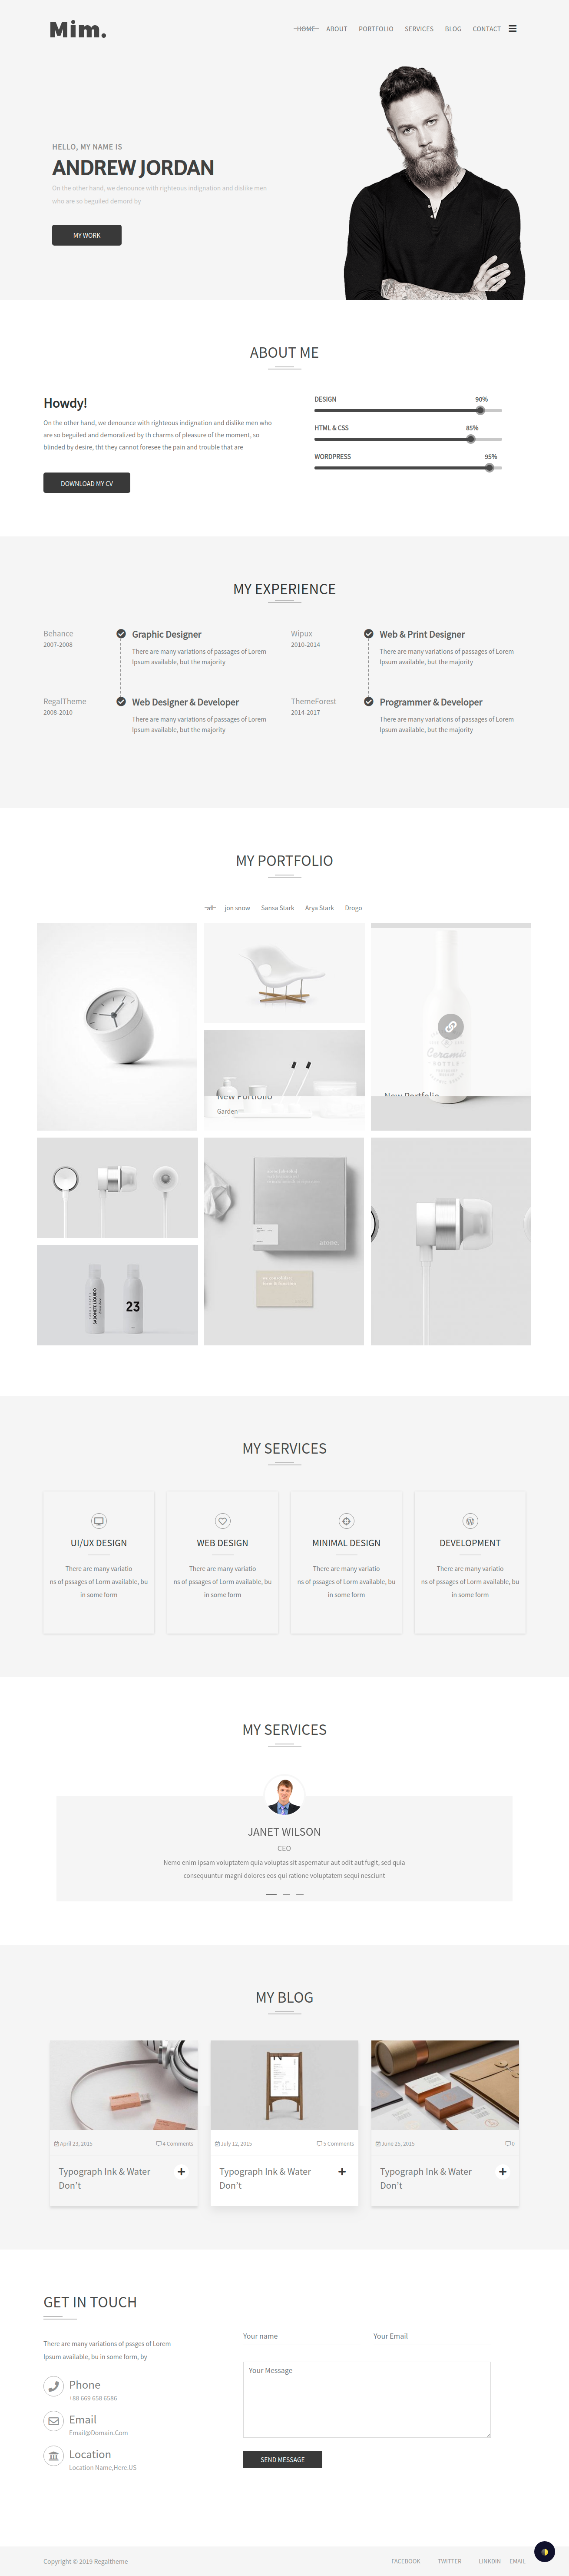 Mim.
HOME ABOUT PORTFOLIO SERVICES BLOG CONTACT
HELLO, MY NAME IS
ANDREW JORDAN
On the other hand, we denounce with righteous indignation and dislike men
who are so beguiled demord by
MY WORK
ABOUT ME
Howdy!
On the other hand, we denounce with righteous indignation and dislike men who
are so beguiled and demoralized by th charms of pleasure of the moment, so
blinded by desire, tht they cannot foresee the pain and trouble that are
DOWNLOAD MY CV
DESIGN 90%
HTML & CSS 85%
WORDPRESS 95%
MY EXPERIENCE
Behance
2007-2008
Graphic Designer
There are many variations of passages of Lorem
Ipsum available, but the majority
RegalTheme
2008-2010
Web Designer & Developer
There are many variations of passages of Lorem
Ipsum available, but the majority
Wipux
2010-2014
Web & Print Designer
There are many variations of passages of Lorem
Ipsum available, but the majority
ThemeForest
2014-2017
Programmer & Developer
There are many variations of passages of Lorem
Ipsum available, but the majority
MY PORTFOLIO
all jon snow Sansa Stark Arya Stark Drogo
New Portfolio
Garden
Ceramic
BOTTLE
New Portfolio
SABONETE LÍQUIDO
23
MY SERVICES
UI/UX DESIGN
There are many variatio
ns of pssages of Lorm available, bu
in some form
WEB DESIGN
There are many variatio
ns of pssages of Lorm available, bu
in some form
MINIMAL DESIGN
There are many variatio
ns of pssages of Lorm available, bu
in some form
DEVELOPMENT
There are many variatio
ns of pssages of Lorm available, bu
in some form
MY SERVICES
JANET WILSON
CEO
Nemo enim ipsam voluptatem quia voluptas sit aspernatur aut odit aut fugit, sed quia
consequuntur magni dolores eos qui ratione voluptatem sequi nesciunt
MY BLOG
April 23, 2015 4 Comments
Typograph Ink & Water
Don't
July 12, 2015 5 Comments
Typograph Ink & Water
Don't
June 25, 2015 0
Typograph Ink & Water
Don't
GET IN TOUCH
There are many variations of pssges of Lorem
Ipsum available, bu in some form, by
Phone
+88 669 658 6586
Email
Email@Domain.Com
Location
Location Name,Here.US
Your name
Your Email
Your Message
SEND MESSAGE
Copyright © 2019 Regaltheme
FACEBOOK TWITTER LINKDIN EMAIL